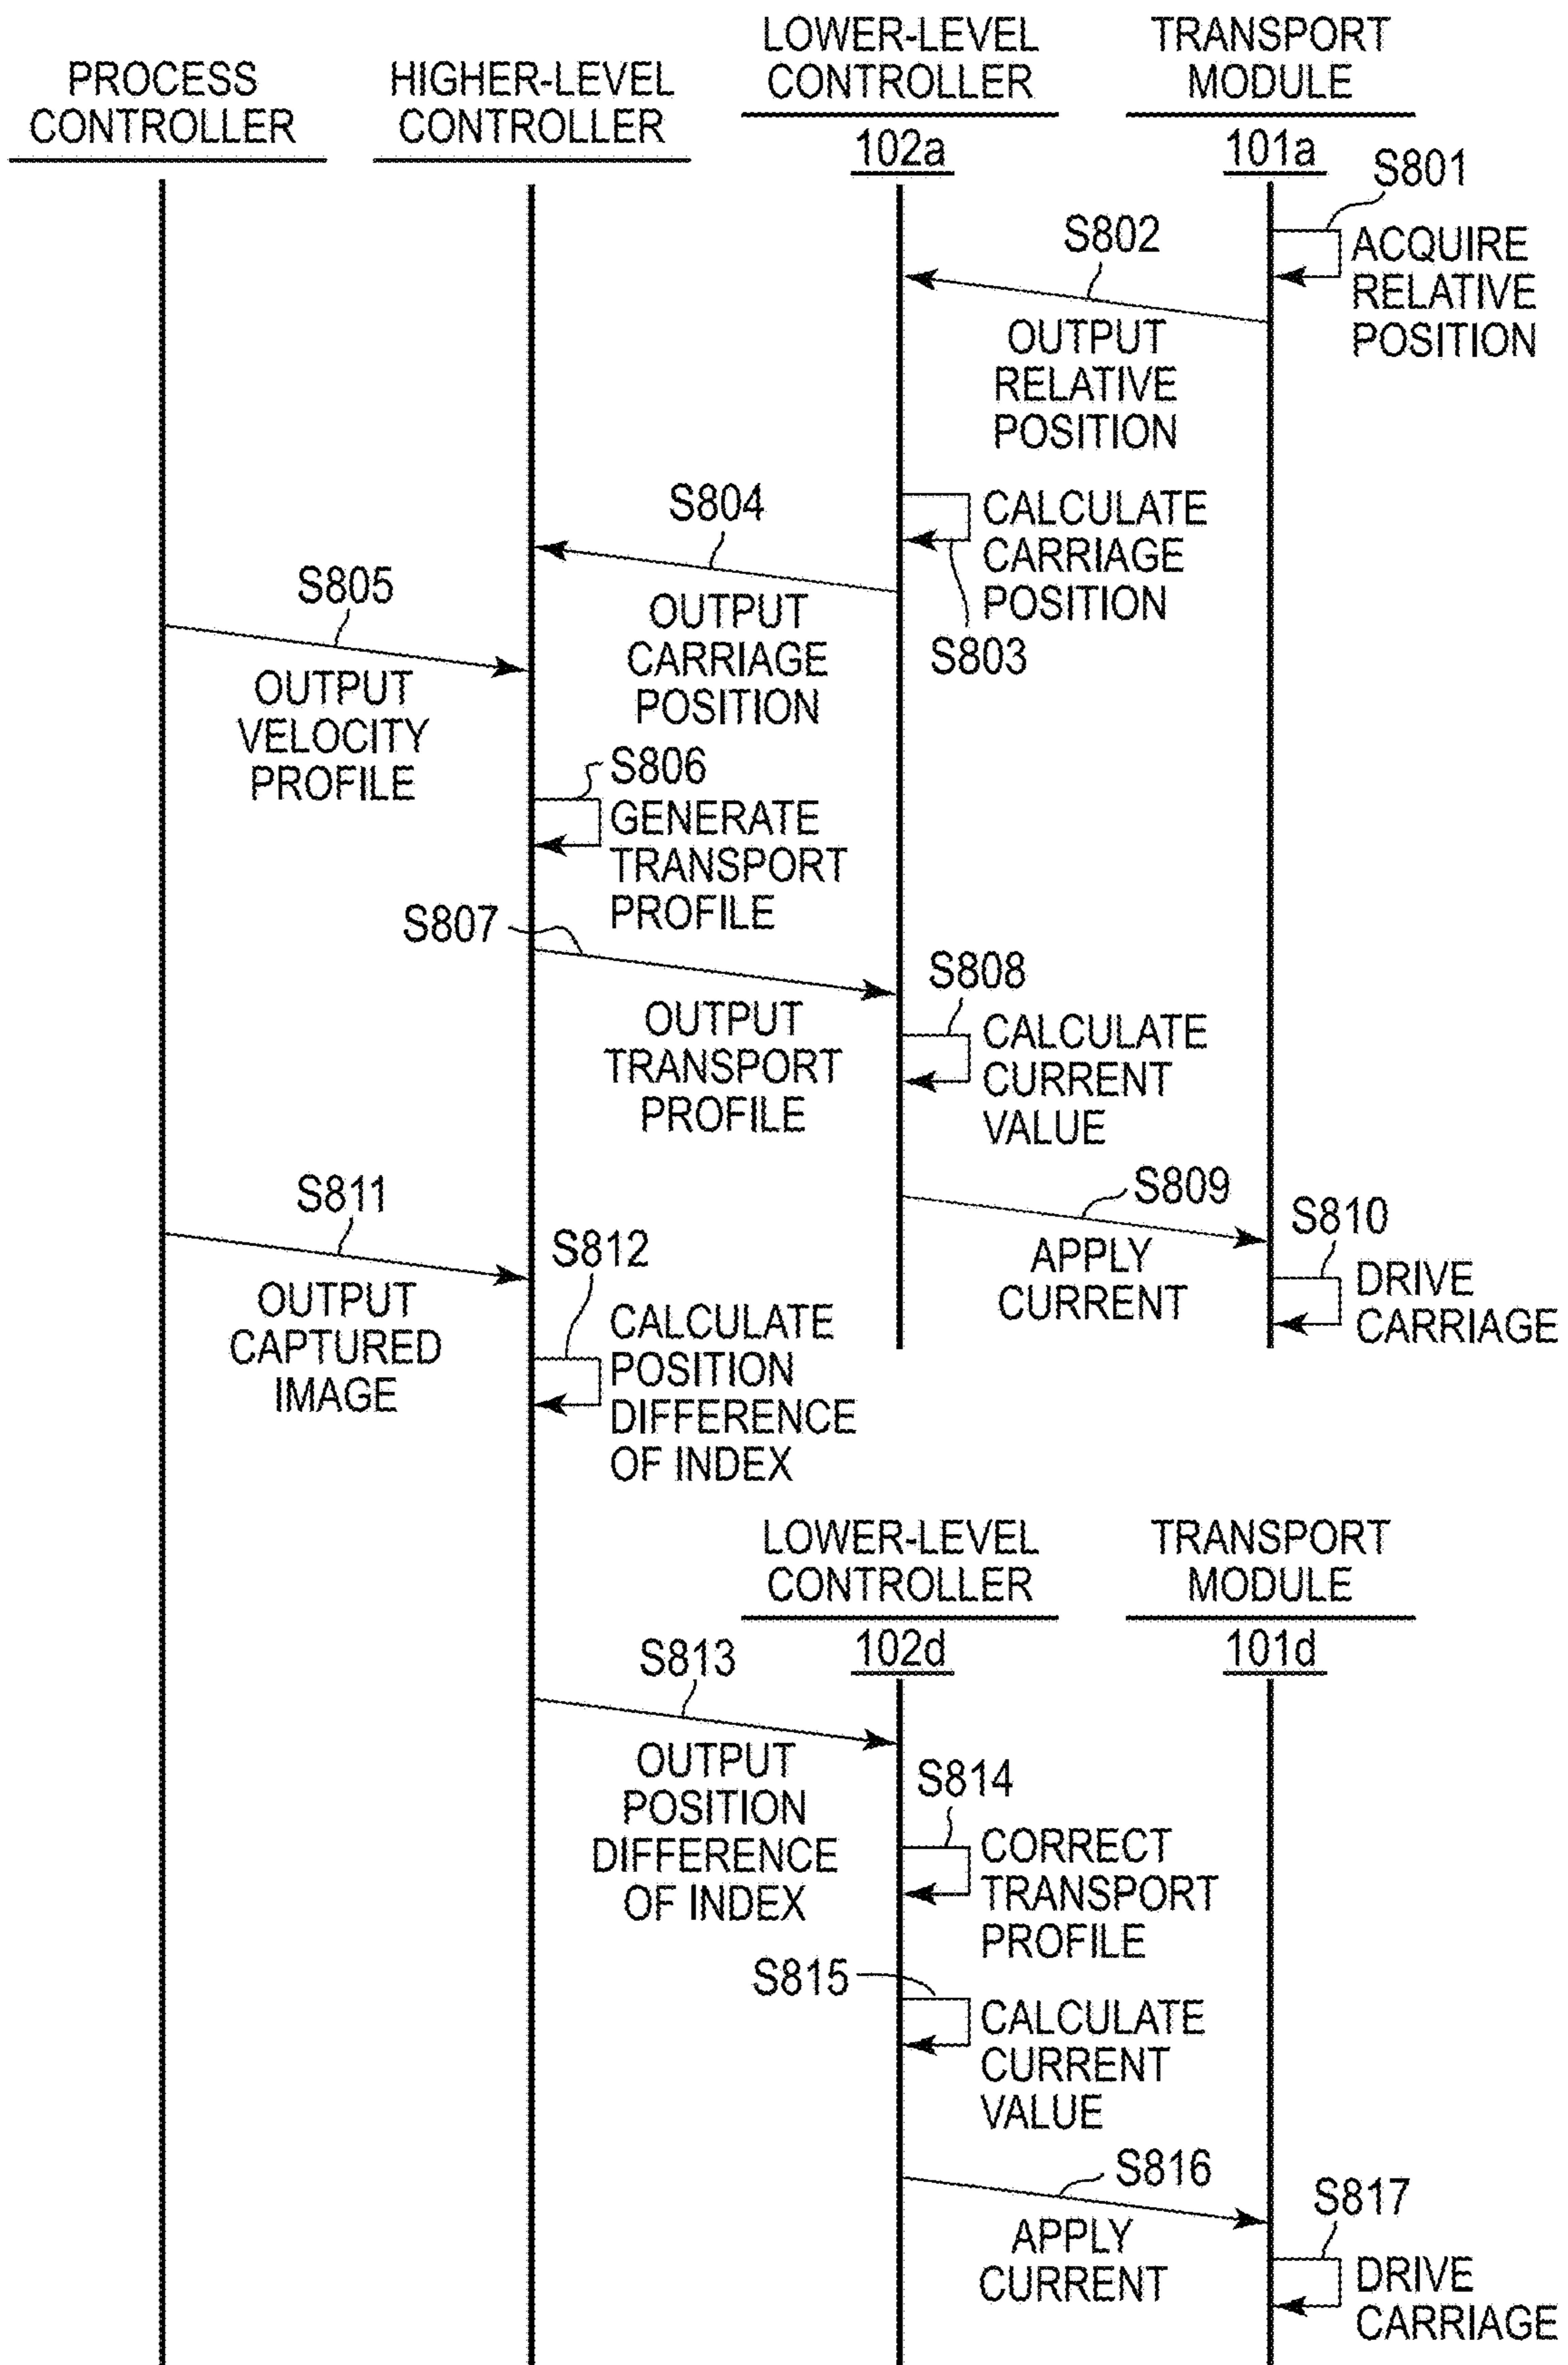 PROCESS
CONTROLLER
HIGHER-LEVEL
CONTROLLER
LOWER-LEVEL
CONTROLLER
102a
TRANSPORT
MODULE
101a
S801
ACQUIRE
RELATIVE
POSITION
S802
OUTPUT
RELATIVE
POSITION
CALCULATE
CARRIAGE
POSITION
S803
S804
OUTPUT
CARRIAGE
POSITION
S805
OUTPUT
VELOCITY
PROFILE
S806
GENERATE
TRANSPORT
PROFILE
S807
OUTPUT
TRANSPORT
PROFILE
S808
CALCULATE
CURRENT
VALUE
S809
APPLY
CURRENT
S810
DRIVE
CARRIAGE
S811
OUTPUT
CAPTURED
IMAGE
S812
CALCULATE
POSITION
DIFFERENCE
OF INDEX
LOWER-LEVEL
CONTROLLER
102d
TRANSPORT
MODULE
101d
S813
OUTPUT
POSITION
DIFFERENCE
OF INDEX
S814
CORRECT
TRANSPORT
PROFILE
S815
CALCULATE
CURRENT
VALUE
S816
APPLY
CURRENT
S817
DRIVE
CARRIAGE